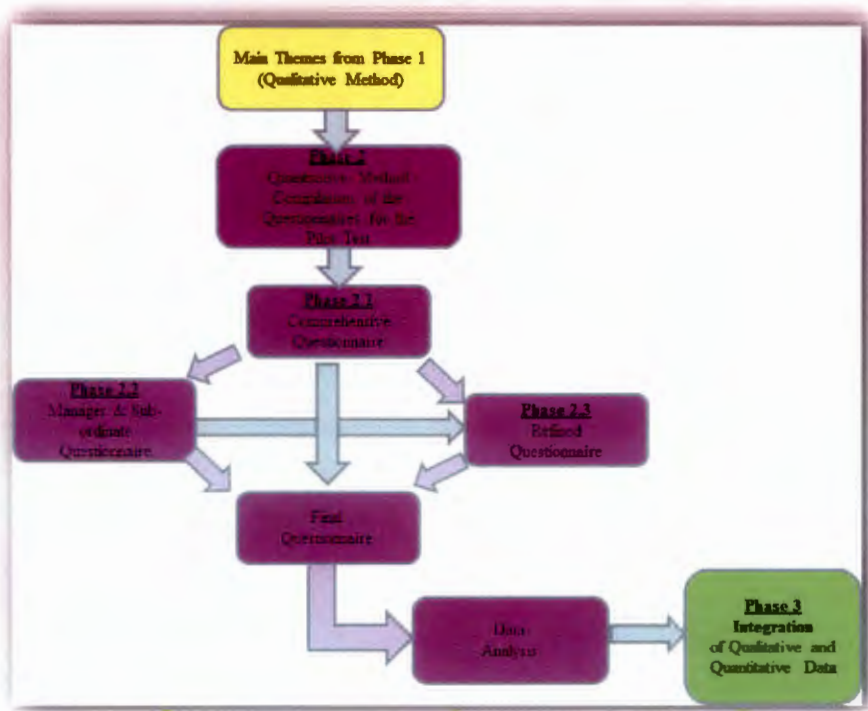 Main Themes from Phase 1
(Qualitative Method)
Phase 2
Quantitative Method
Compilation of the
Questionnaires for the
Pilot Test
Phase 2.1
Comprehensive
Questionnaire
Phase 2.2
Manager & Sub-
ordinate
Questionnaire
Phase 2.3
Refined
Questionnaire
Final
Questionnaire
Data
Analysis
Phase 3
Integration
of Qualitative and
Quantitative Data